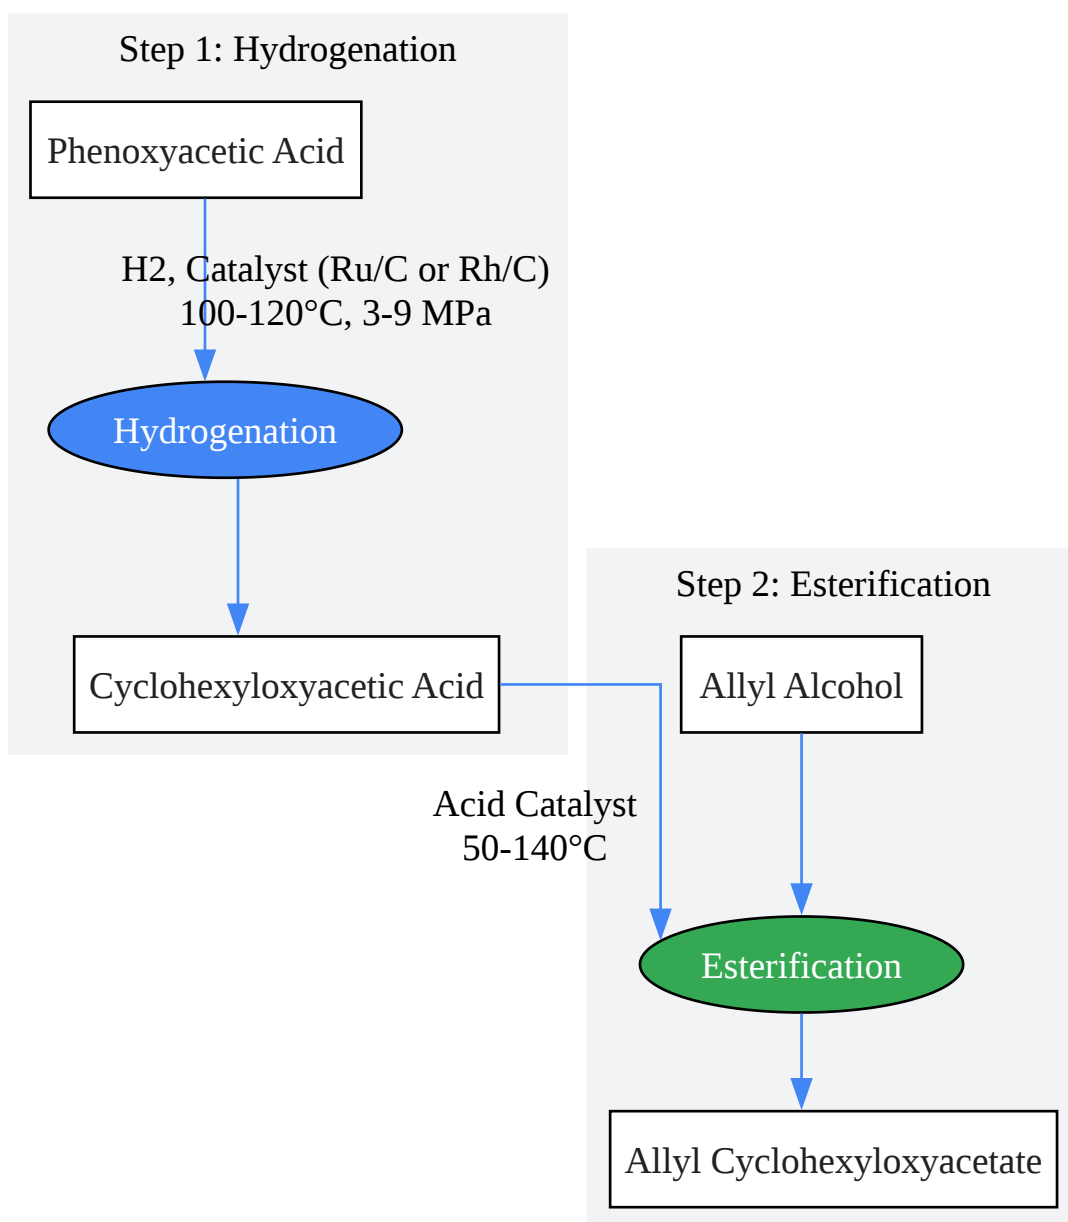 Step 1: Hydrogenation
Phenoxyacetic Acid
H2, Catalyst (Ru/C or Rh/C)
100-120°C, 3-9 MPa
Hydrogenation
Cyclohexyloxyacetic Acid
Step 2: Esterification
Allyl Alcohol
Acid Catalyst
50-140°C
Esterification
Allyl Cyclohexyloxyacetate